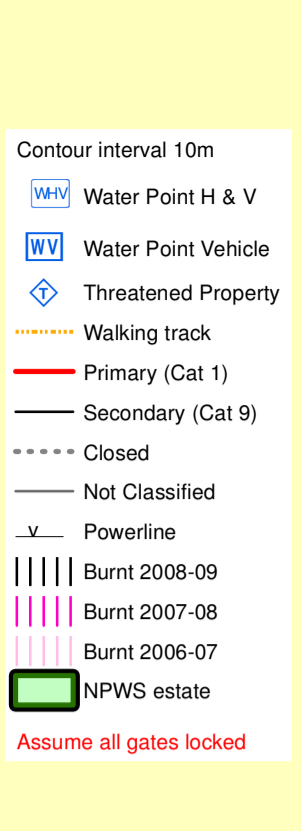 Contour interval 10m
WHV Water Point H & V
WV Water Point Vehicle
T Threatened Property
Walking track
Primary (Cat 1)
Secondary (Cat 9)
Closed
Not Classified
v Powerline
Burnt 2008-09
Burnt 2007-08
Burnt 2006-07
NPWS estate
Assume all gates locked